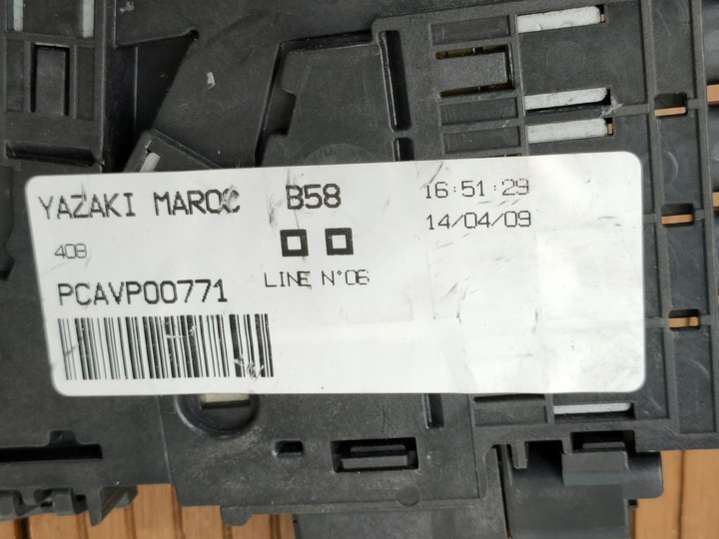 YAZAKI MAROC B58 16:51:29
14/04/09
408
LINE N°06
PCAVP00771